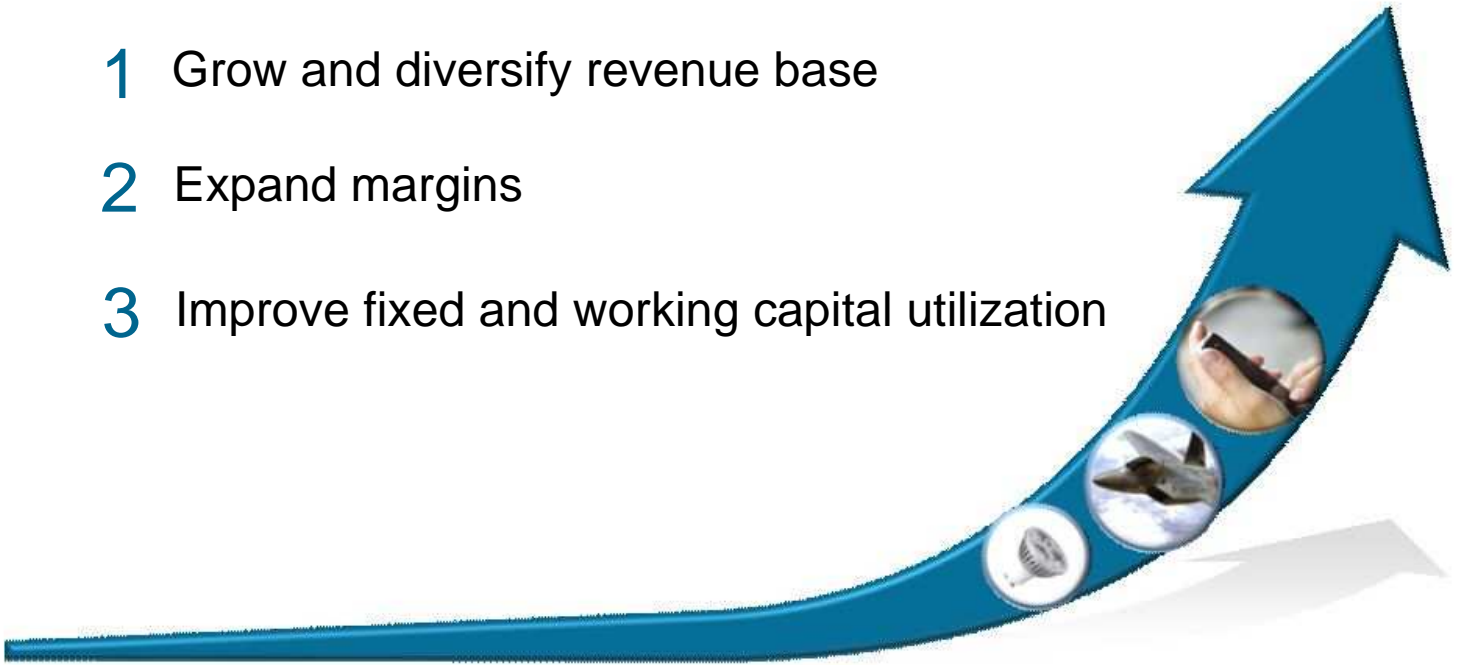 1 Grow and diversify revenue base
2 Expand margins
3 Improve fixed and working capital utilization